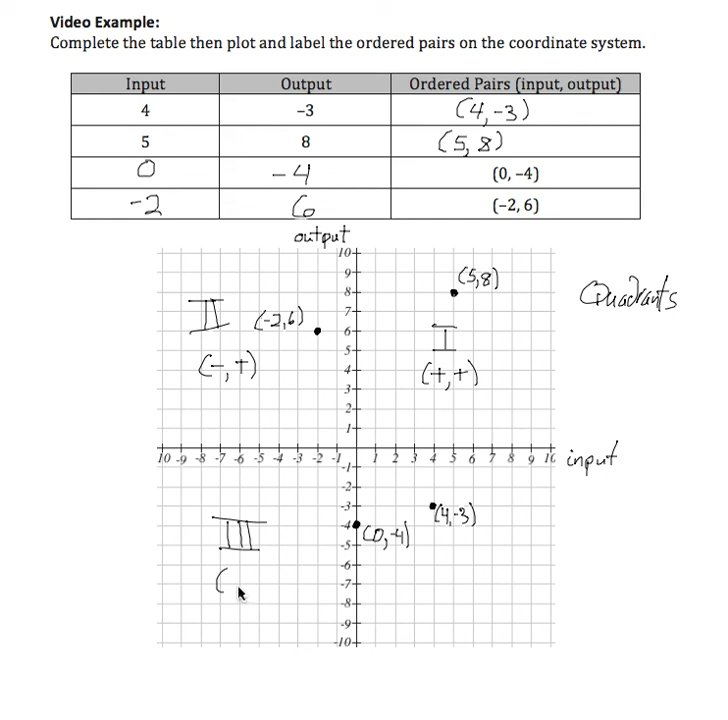 Video Example:
Complete the table then plot and label the ordered pairs on the coordinate system.
Input Output Ordered Pairs (input, output)
4 −3 (4,-3)
5 8 (5, 8)
0 -4 (0, −4)
-2 6 (−2, 6)
output
10
9
(5,8)
8
Quadrants
7
II (-2,6)
6
I
5
(-,+)
4
(+,+)
3
2
1
10 -9 -8 -7 -6 -5 -4 -3 -2 -1 1 2 3 4 5 6 7 8 9 10 input
-1
-2
-3
(4,-3)
III
-4
(0,-4)
-5
-6
(
-7
-8
-9
-10